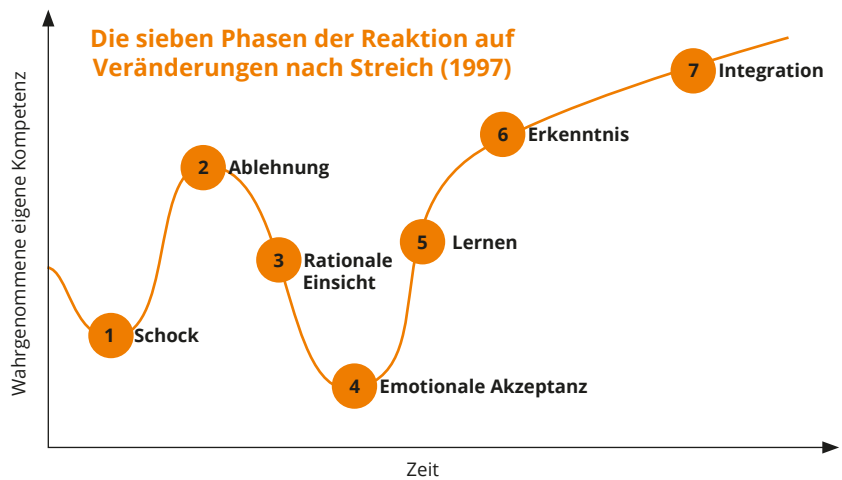 Die sieben Phasen der Reaktion auf
Veränderungen nach Streich (1997)
Wahrgenommene eigene Kompetenz
1 Schock
2 Ablehnung
3 Rationale
Einsicht
4 Emotionale Akzeptanz
5 Lernen
6 Erkenntnis
7 Integration
Zeit